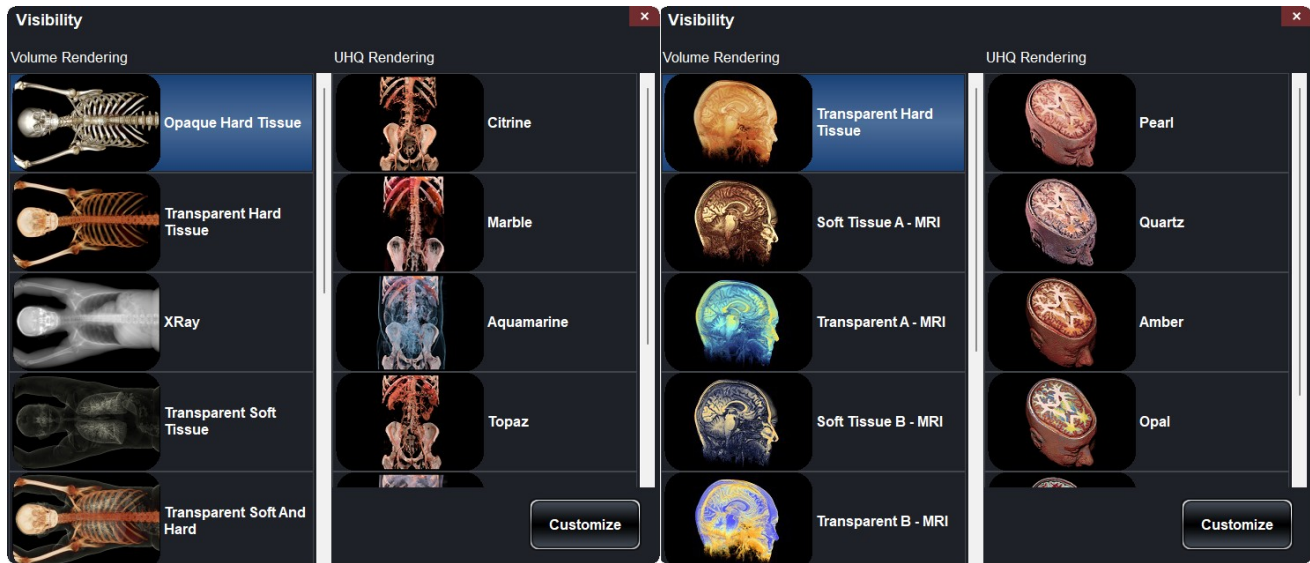 Visibility
Volume Rendering
Opaque Hard Tissue
Transparent Hard
Tissue
XRay
Transparent Soft
Tissue
Transparent Soft And
Hard
UHQ Rendering
Citrine
Marble
Aquamarine
Topaz
Customize
Visibility
Volume Rendering
Transparent Hard
Tissue
Soft Tissue A - MRI
Transparent A - MRI
Soft Tissue B - MRI
Transparent B - MRI
UHQ Rendering
Pearl
Quartz
Amber
Opal
Customize